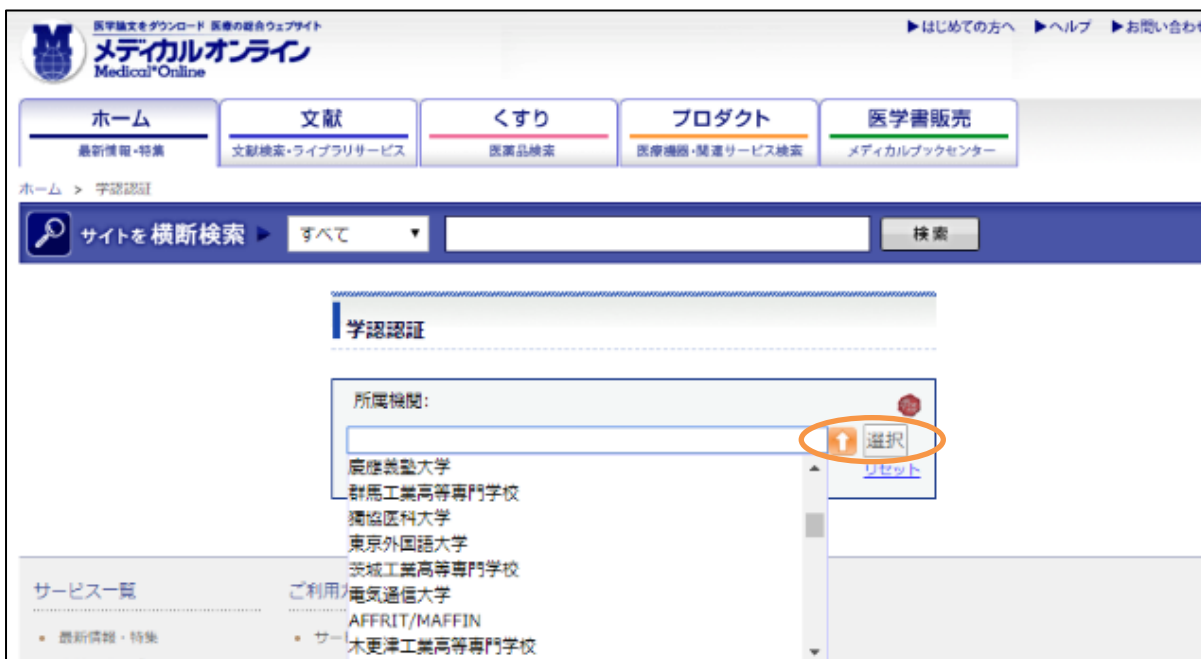 医学論文をダウンロード 医療の総合ウェブサイト
メディカルオンライン
Medical*Online
▶はじめての方へ ▶ヘルプ ▶お問い合わせ
ホーム
最新情報・特集
文献
文献検索・ライブラリサービス
くすり
医薬品検索
プロダクト
医療機器・関連サービス検索
医学書販売
メディカルブックセンター
ホーム > 学認認証
サイトを 横断検索
すべて
検索
学認認証
所属機関:
選択
リセット
慶應義塾大学
群馬工業高等専門学校
獨協医科大学
東京外国語大学
茨城工業高等専門学校
電気通信大学
AFFRIT/MAFFIN
木更津工業高等専門学校
サービス一覧
ご利用
最新情報・特集
サー